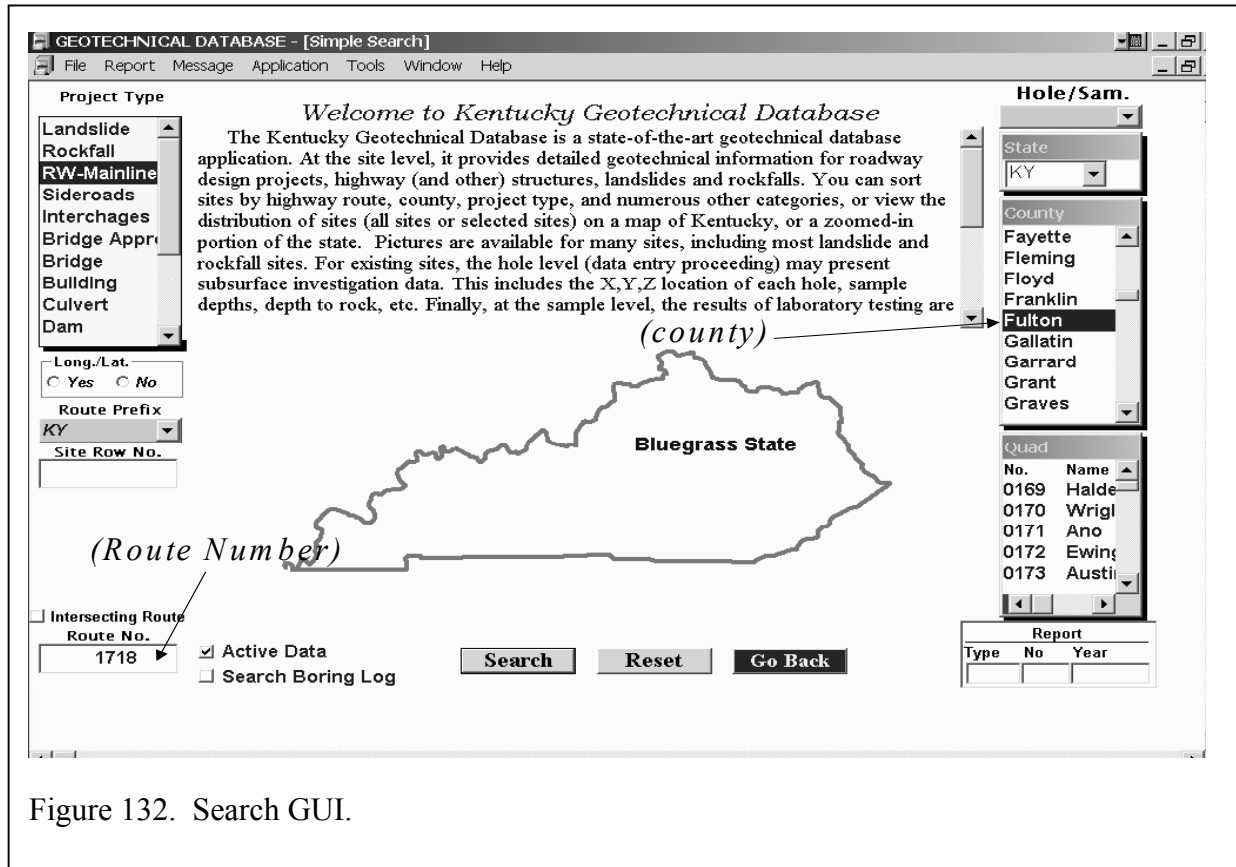 GEOTECHNICAL DATABASE - [Simple Search]
File Report Message Application Tools Window Help
Project Type
Landslide
Rockfall
RW-Mainline
Sideroads
Interchages
Bridge Appr
Bridge
Building
Culvert
Dam
Long./Lat.
Yes No
Route Prefix
KY
Site Row No.
(Route Number)
Intersecting Route
Route No.
1718
Welcome to Kentucky Geotechnical Database
The Kentucky Geotechnical Database is a state-of-the-art geotechnical database
application. At the site level, it provides detailed geotechnical information for roadway
design projects, highway (and other) structures, landslides and rockfalls. You can sort
sites by highway route, county, project type, and numerous other categories, or view the
distribution of sites (all sites or selected sites) on a map of Kentucky, or a zoomed-in
portion of the state. Pictures are available for many sites, including most landslide and
rockfall sites. For existing sites, the hole level (data entry proceeding) may present
subsurface investigation data. This includes the X,Y,Z location of each hole, sample
depths, depth to rock, etc. Finally, at the sample level, the results of laboratory testing are
(county)
Bluegrass State
Active Data
Search Boring Log
Search Reset Go Back
Hole/Sam.
State
KY
County
Fayette
Fleming
Floyd
Franklin
Fulton
Gallatin
Garrard
Grant
Graves
Quad
No. Name
0169 Halde
0170 Wrigl
0171 Ano
0172 Ewing
0173 Austin
Report
Type No Year
Figure 132. Search GUI.